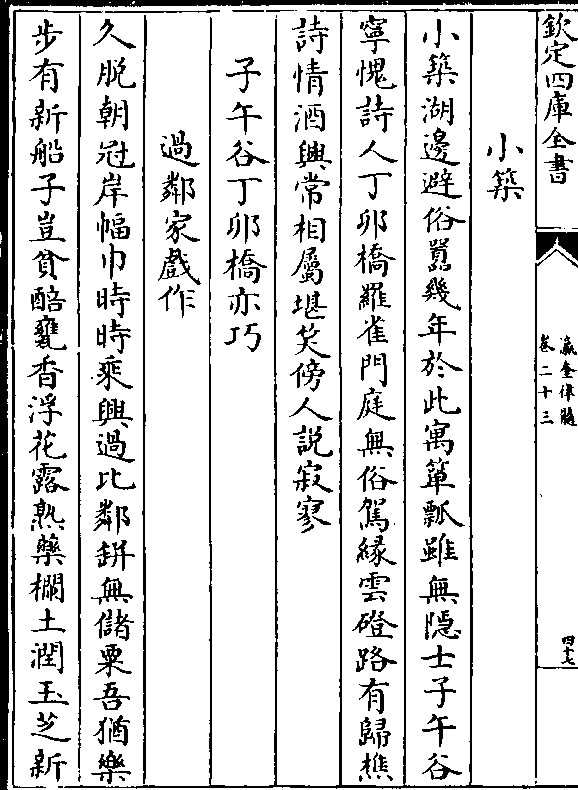 欽定四庫全書
瀛奎律髓
卷二十三
四十七
小築
小築湖邊避俗囂幾年於此寓簞瓢雖無隠士子午谷
寧愧詩人丁卯橋羅雀門庭無俗駕緣雲磴路有歸樵
詩情酒興常相屬堪笑傍人説寂寥
子午谷丁卯橋亦巧
過鄰家戲作
久脱朝冠岸幅巾時時乘興過比鄰缾無儲粟吾猶樂
步有新船子豈貧醅甕香浮花露熟藥欄土潤玉芝新